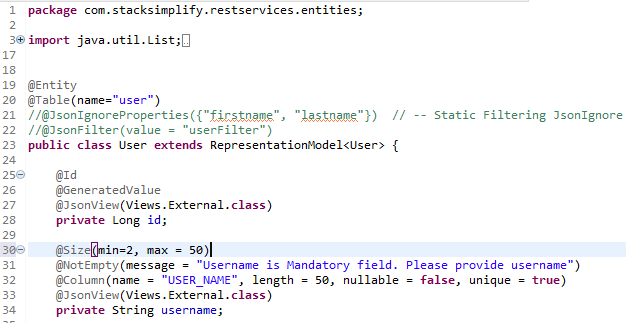 1 package com.stacksimplify.restservices.entities;
2
3 import java.util.List;
17
18
19 @Entity
20 @Table(name="user")
21 //@JsonIgnoreProperties({"firstname", "lastname"})  // -- Static Filtering JsonIgnore
22 //@JsonFilter(value = "userFilter")
23 public class User extends RepresentationModel<User> {
24
25     @Id
26     @GeneratedValue
27     @JsonView(Views.External.class)
28     private Long id;
29
30     @Size(min=2, max = 50)
31     @NotEmpty(message = "Username is Mandatory field. Please provide username")
32     @Column(name = "USER_NAME", length = 50, nullable = false, unique = true)
33     @JsonView(Views.External.class)
34     private String username;